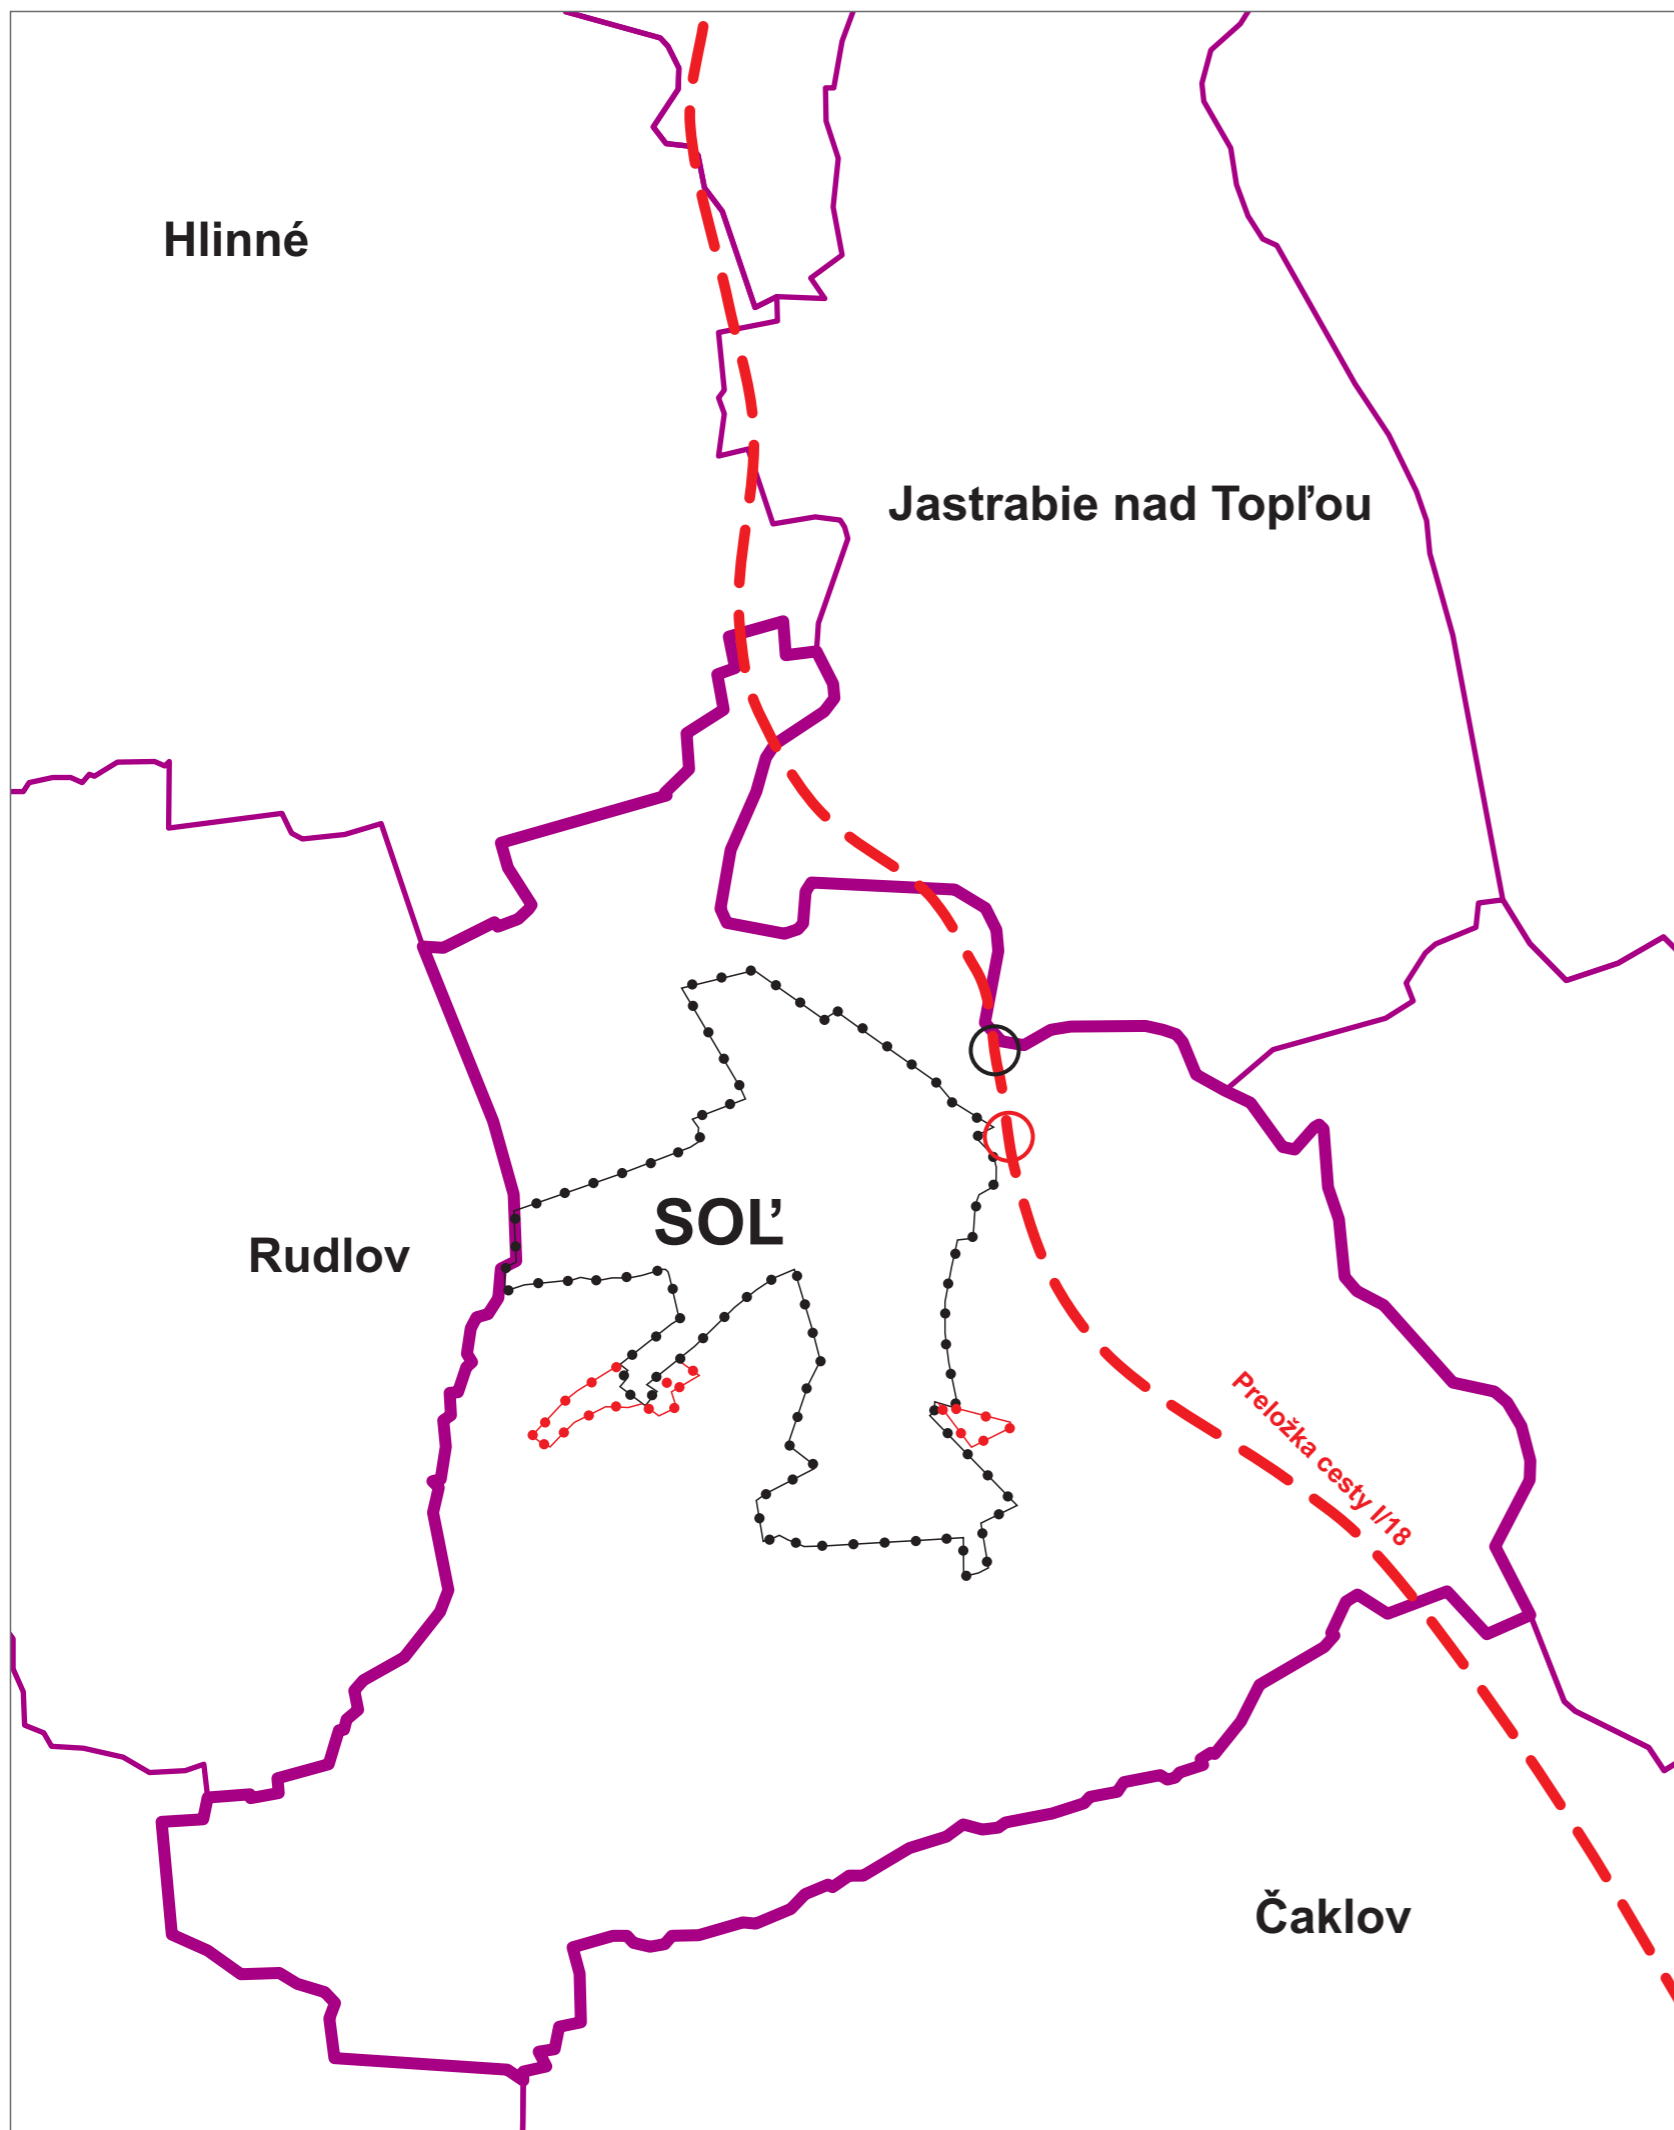 Hlinné
Jastrabie nad Topľou
SOĽ
Rudlov
Preložka cesty I/18
Čaklov